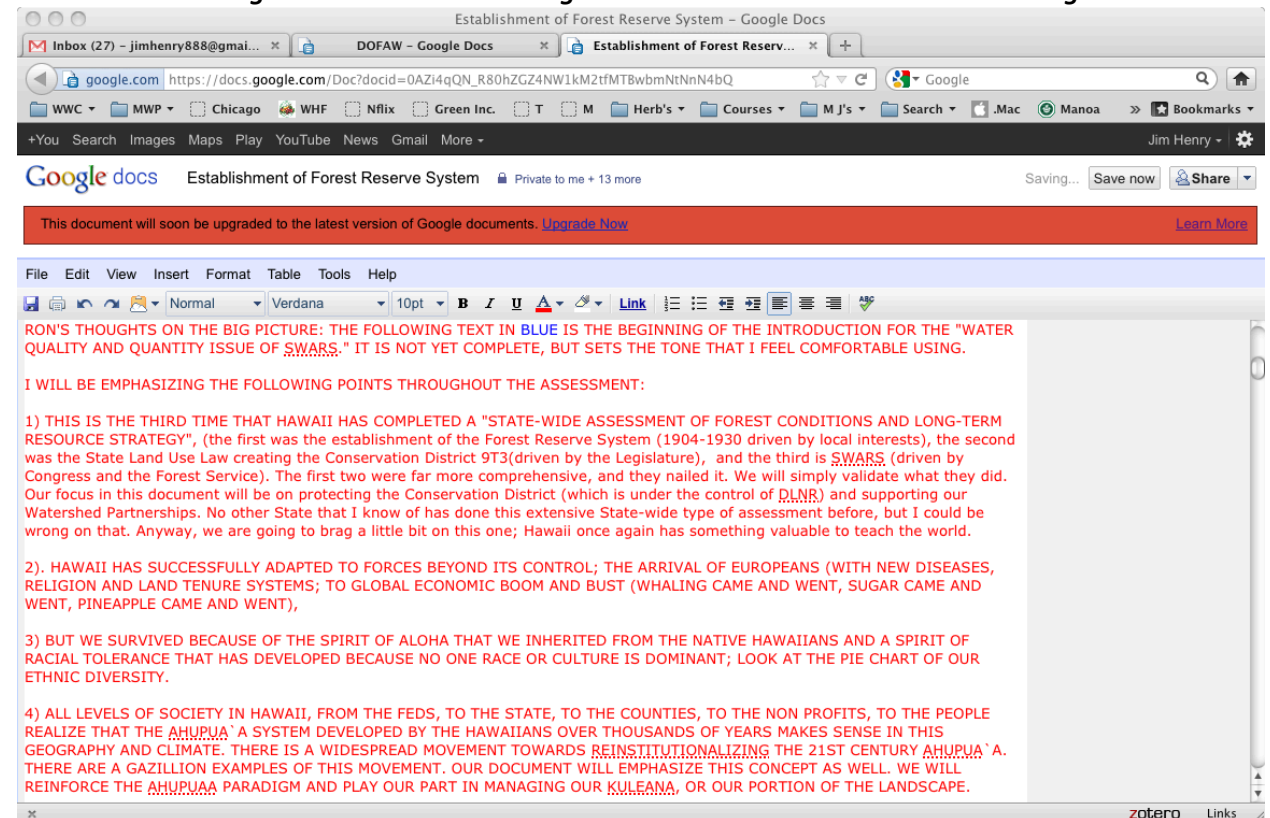 Establishment of Forest Reserve System – Google Docs
Inbox (27) – jimhenry888@gmai... × DOFAW – Google Docs × Establishment of Forest Reserv... × +
google.com https://docs.google.com/Doc?docid=0AZi4qQN_R80hZGZ4NW1kM2tfMTBwbmNtNnN4bQ Google
WWC MWP Chicago WHF Nflix Green Inc. T M Herb's Courses M J's Search .Mac Manoa » Bookmarks
+You Search Images Maps Play YouTube News Gmail More Jim Henry
Google docs Establishment of Forest Reserve System Private to me + 13 more Saving... Save now Share
This document will soon be upgraded to the latest version of Google documents. Upgrade Now Learn More
File Edit View Insert Format Table Tools Help
Normal Verdana 10pt B I U A Link ABC
RON'S THOUGHTS ON THE BIG PICTURE: THE FOLLOWING TEXT IN BLUE IS THE BEGINNING OF THE INTRODUCTION FOR THE "WATER
QUALITY AND QUANTITY ISSUE OF SWARS." IT IS NOT YET COMPLETE, BUT SETS THE TONE THAT I FEEL COMFORTABLE USING.
I WILL BE EMPHASIZING THE FOLLOWING POINTS THROUGHOUT THE ASSESSMENT:
1) THIS IS THE THIRD TIME THAT HAWAII HAS COMPLETED A "STATE-WIDE ASSESSMENT OF FOREST CONDITIONS AND LONG-TERM
RESOURCE STRATEGY", (the first was the establishment of the Forest Reserve System (1904-1930 driven by local interests), the second
was the State Land Use Law creating the Conservation District 9T3(driven by the Legislature), and the third is SWARS (driven by
Congress and the Forest Service). The first two were far more comprehensive, and they nailed it. We will simply validate what they did.
Our focus in this document will be on protecting the Conservation District (which is under the control of DLNR) and supporting our
Watershed Partnerships. No other State that I know of has done this extensive State-wide type of assessment before, but I could be
wrong on that. Anyway, we are going to brag a little bit on this one; Hawaii once again has something valuable to teach the world.
2). HAWAII HAS SUCCESSFULLY ADAPTED TO FORCES BEYOND ITS CONTROL; THE ARRIVAL OF EUROPEANS (WITH NEW DISEASES,
RELIGION AND LAND TENURE SYSTEMS; TO GLOBAL ECONOMIC BOOM AND BUST (WHALING CAME AND WENT, SUGAR CAME AND
WENT, PINEAPPLE CAME AND WENT),
3) BUT WE SURVIVED BECAUSE OF THE SPIRIT OF ALOHA THAT WE INHERITED FROM THE NATIVE HAWAIIANS AND A SPIRIT OF
RACIAL TOLERANCE THAT HAS DEVELOPED BECAUSE NO ONE RACE OR CULTURE IS DOMINANT; LOOK AT THE PIE CHART OF OUR
ETHNIC DIVERSITY.
4) ALL LEVELS OF SOCIETY IN HAWAII, FROM THE FEDS, TO THE STATE, TO THE COUNTIES, TO THE NON PROFITS, TO THE PEOPLE
REALIZE THAT THE AHUPUA`A SYSTEM DEVELOPED BY THE HAWAIIANS OVER THOUSANDS OF YEARS MAKES SENSE IN THIS
GEOGRAPHY AND CLIMATE. THERE IS A WIDESPREAD MOVEMENT TOWARDS REINSTITUTIONALIZING THE 21ST CENTURY AHUPUA`A.
THERE ARE A GAZILLION EXAMPLES OF THIS MOVEMENT. OUR DOCUMENT WILL EMPHASIZE THIS CONCEPT AS WELL. WE WILL
REINFORCE THE AHUPUAA PARADIGM AND PLAY OUR PART IN MANAGING OUR KULEANA, OR OUR PORTION OF THE LANDSCAPE.
× zotero Links